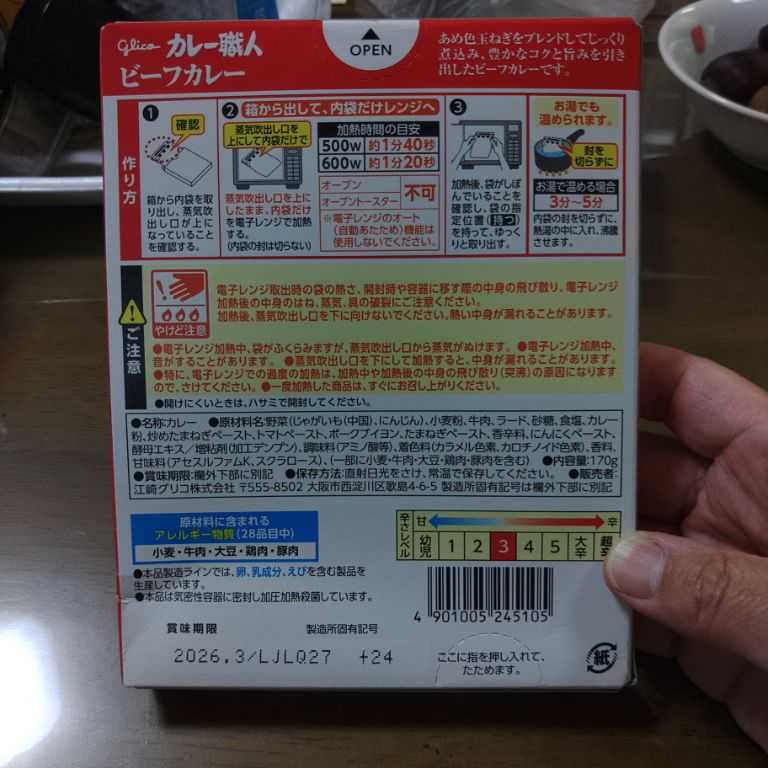 glico カレー職人
ビーフカレー
OPEN
あめ色玉ねぎをブレンドしてじっくり
煮込み、豊かなコクと旨みを引き
出したビーフカレーです。
作り方
1
確認
箱から内袋を取
り出し、蒸気吹
出し口が上に
なっていること
を確認する。
2 箱から出して、内袋だけレンジへ
蒸気吹出し口を
上にして内袋だけで
蒸気吹出し口を上に
したまま、内袋だけ
を電子レンジで加熱
する。
(内袋の封は切らない)
加熱時間の目安
500w 約1分40秒
600w 約1分20秒
オーブン
オーブントースター
不可
※電子レンジのオート
(自動あたため)機能は
使用しないでください。
3
加熱後、袋がしぼ
んでいることを
確認し、袋の指
定位置(持つ)
を持って、ゆっく
りと取り出す。
お湯でも
温められます。
封を
切らずに
お湯で温める場合
3分〜5分
内袋の封を切らずに、
熱湯の中に入れ、沸騰
させます。
ご注意
やけど注意
電子レンジ取出時の袋の熱さ、開封時や容器に移す際の中身の飛び散り、電子レンジ
加熱後の中身のはね、蒸気、具の破裂にご注意ください。
加熱後、蒸気吹出し口を下に向けないでください。熱い中身が漏れることがあります。
●電子レンジ加熱中、袋がふくらみますが、蒸気吹出し口から蒸気がぬけます。 ●電子レンジ加熱中、
音がすることがあります。 ●蒸気吹出し口を下にして加熱すると、中身が漏れることがあります。
●特に、電子レンジでの過度の加熱は、加熱中や加熱後の中身の飛び散り(突沸)の原因になります
ので、さけてください。●一度加熱した商品は、すぐにお召し上がりください。
●開けにくいときは、ハサミで開封してください。
●名称:カレー ●原材料名:野菜(じゃがいも(中国)、にんじん)、小麦粉、牛肉、ラード、砂糖、食塩、カレー
粉、炒めたまねぎペースト、トマトペースト、ポークブイヨン、たまねぎペースト、香辛料、にんにくペースト、
酵母エキス/増粘剤(加工デンプン)、調味料(アミノ酸等)、着色料(カラメル色素、カロチノイド色素)、香料、
甘味料(アセスルファムK、スクラロース)、(一部に小麦・牛肉・大豆・鶏肉・豚肉を含む) ●内容量:170g
●賞味期限:欄外下部に別記 ●保存方法:直射日光をさけ、常温で保存してください。 ●販売者:
江崎グリコ株式会社 〒555-8502 大阪市西淀川区歌島4-6-5 製造所固有記号は欄外下部に別記
原材料に含まれる
アレルギー物質(28品目中)
小麦・牛肉・大豆・鶏肉・豚肉
辛さレベル
甘 辛
幼児 1 2 3 4 5 大辛 超辛
●本品製造ラインでは、卵、乳成分、えびを含む製品を
生産しています。
●本品は気密性容器に密封し加圧加熱殺菌しています。
4 901005 245105
賞味期限 製造所固有記号
2026.3/LJLQ27 +24
ここに指を押し入れて、
たためます。
紙